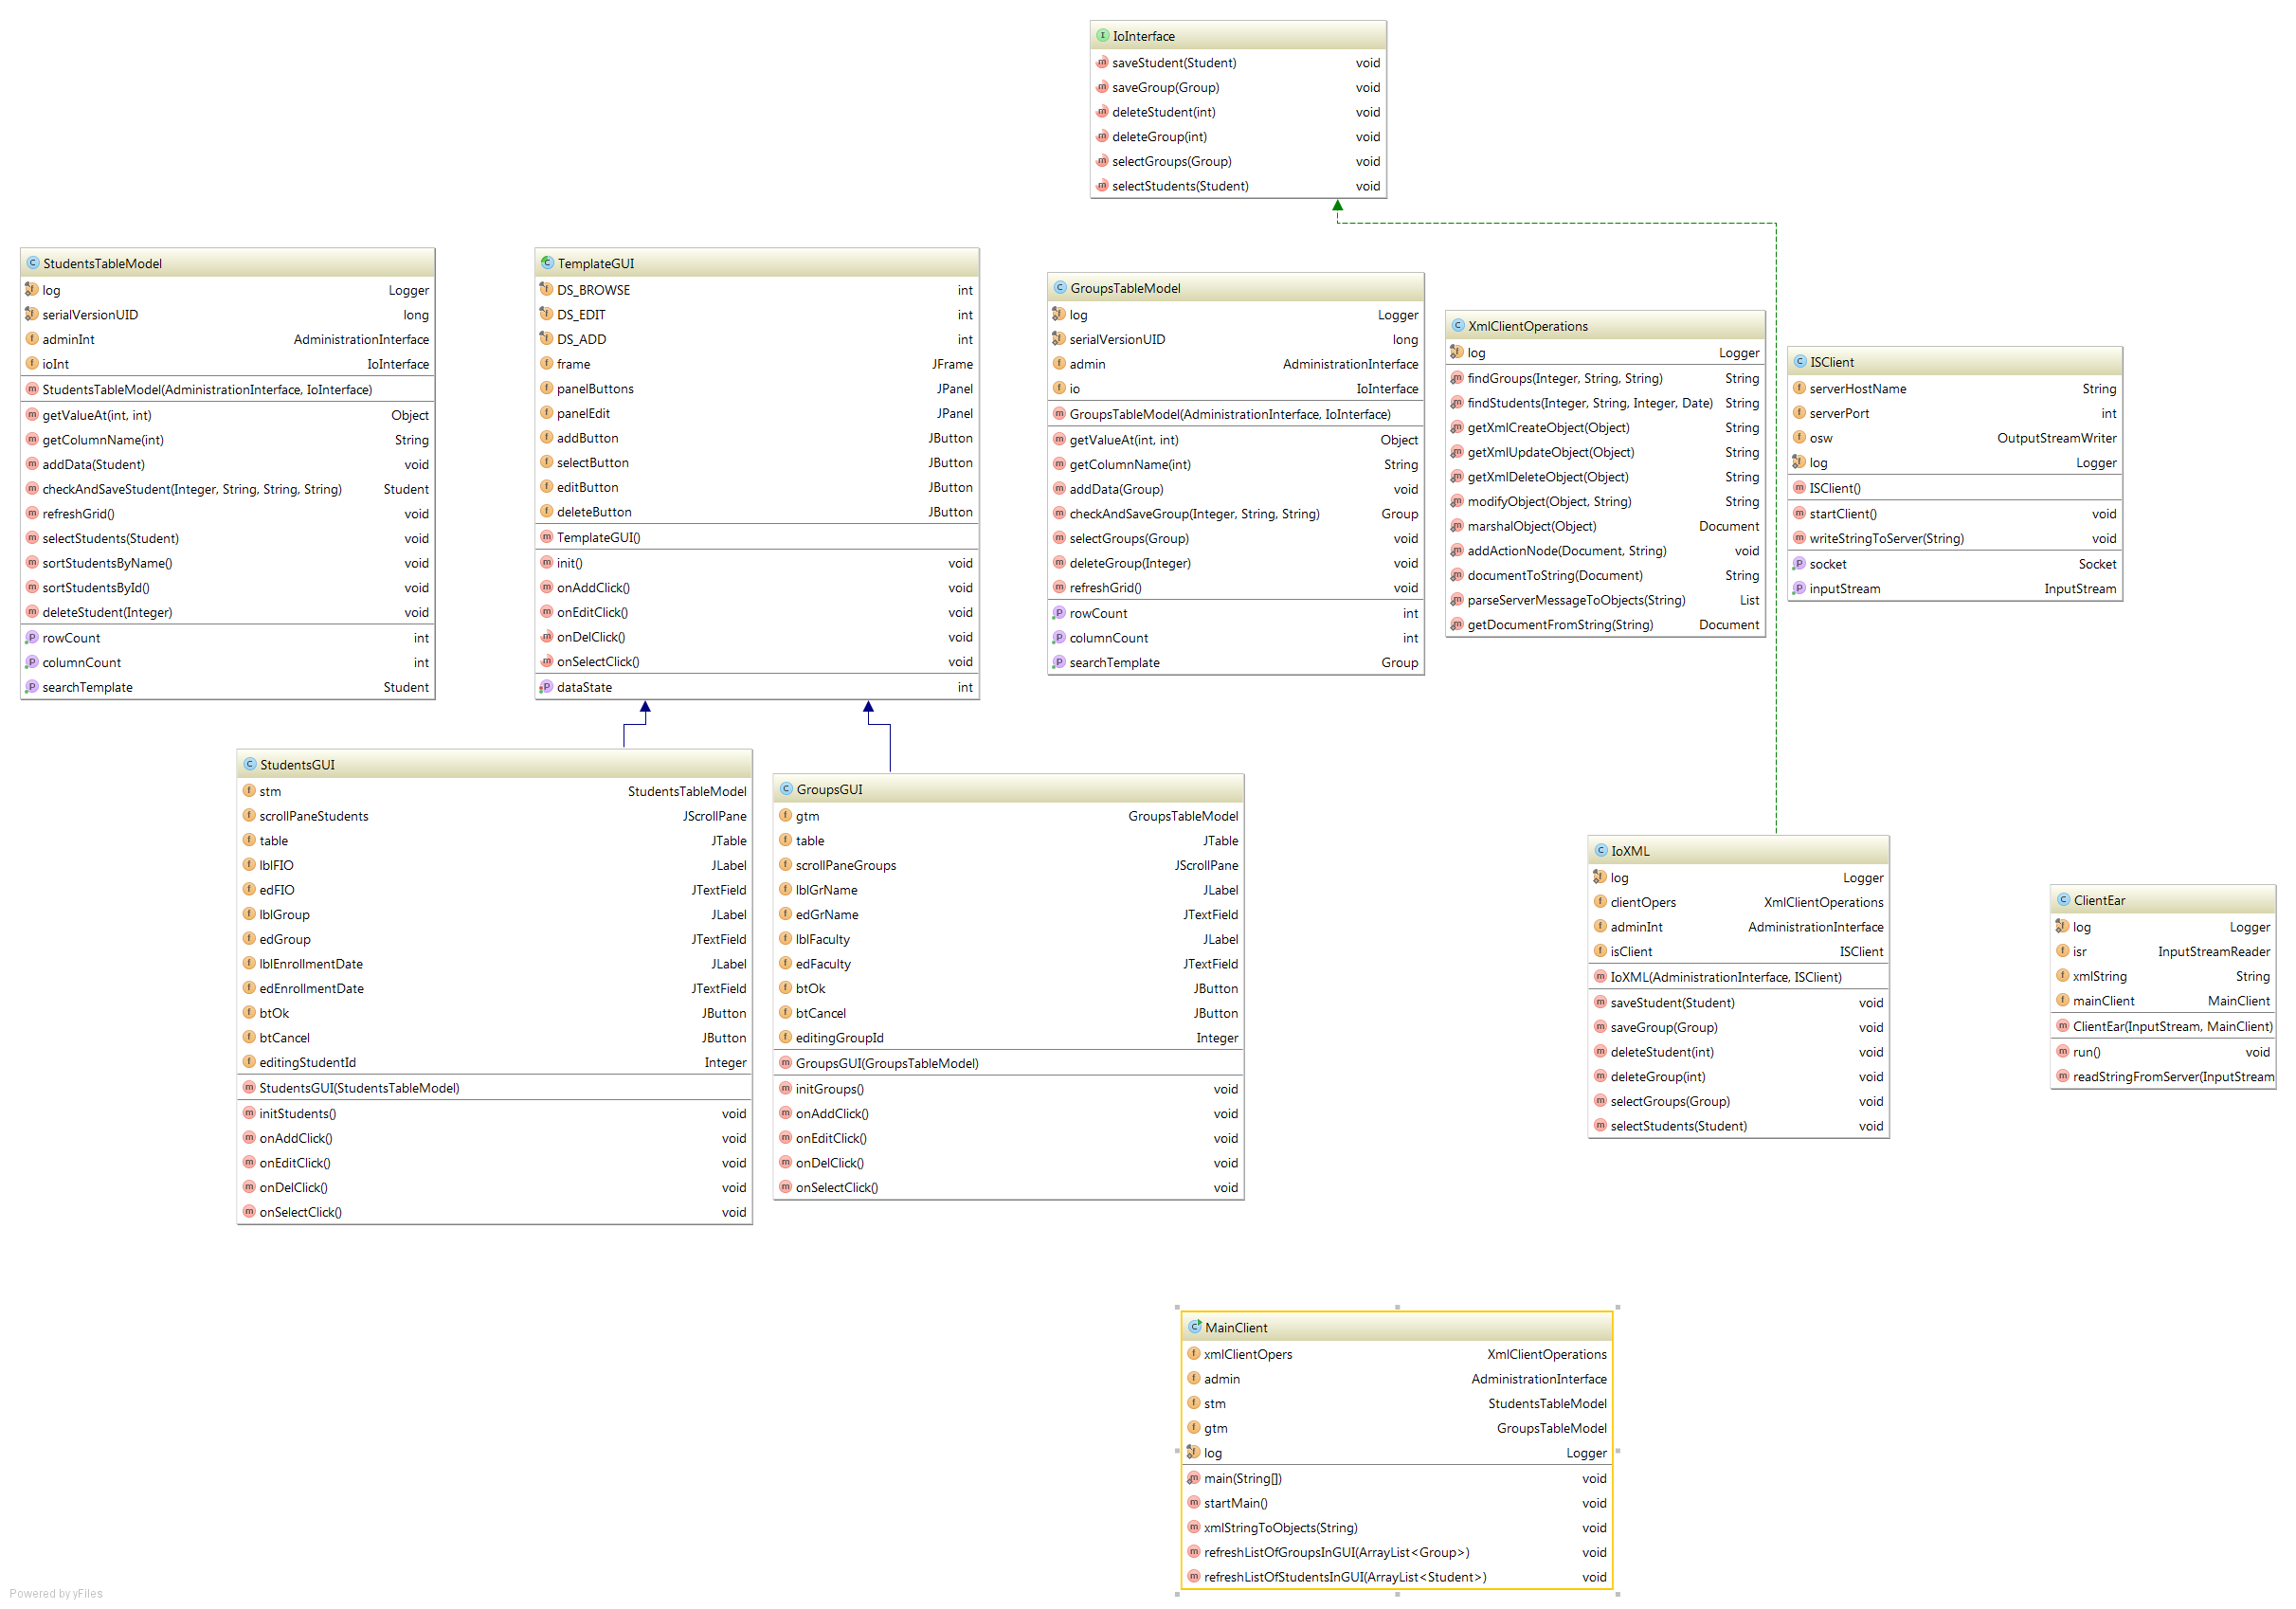 IoInterface
saveStudent(Student) void
saveGroup(Group) void
deleteStudent(int) void
deleteGroup(int) void
selectGroups(Group) void
selectStudents(Student) void
StudentsTableModel
log Logger
serialVersionUID long
adminInt AdministrationInterface
ioInt IoInterface
StudentsTableModel(AdministrationInterface, IoInterface)
getValueAt(int, int) Object
getColumnName(int) String
addData(Student) void
checkAndSaveStudent(Integer, String, String, String) Student
refreshGrid() void
selectStudents(Student) void
sortStudentsByName() void
sortStudentsById() void
deleteStudent(Integer) void
rowCount int
columnCount int
searchTemplate Student
TemplateGUI
DS_BROWSE int
DS_EDIT int
DS_ADD int
frame JFrame
panelButtons JPanel
panelEdit JPanel
addButton JButton
selectButton JButton
editButton JButton
deleteButton JButton
TemplateGUI()
init() void
onAddClick() void
onEditClick() void
onDelClick() void
onSelectClick() void
dataState int
GroupsTableModel
log Logger
serialVersionUID long
admin AdministrationInterface
io IoInterface
GroupsTableModel(AdministrationInterface, IoInterface)
getValueAt(int, int) Object
getColumnName(int) String
addData(Group) void
checkAndSaveGroup(Integer, String, String) Group
selectGroups(Group) void
deleteGroup(Integer) void
refreshGrid() void
rowCount int
columnCount int
searchTemplate Group
XmlClientOperations
log Logger
findGroups(Integer, String, String) String
findStudents(Integer, String, Integer, Date) String
getXmlCreateObject(Object) String
getXmlUpdateObject(Object) String
getXmlDeleteObject(Object) String
modifyObject(Object, String) String
marshalObject(Object) Document
addActionNode(Document, String) void
documentToString(Document) String
parseServerMessageToObjects(String) List
getDocumentFromString(String) Document
ISClient
serverHostName String
serverPort int
osw OutputStreamWriter
log Logger
ISClient()
startClient() void
writeStringToServer(String) void
socket Socket
inputStream InputStream
StudentsGUI
stm StudentsTableModel
scrollPaneStudents JScrollPane
table JTable
lblFIO JLabel
edFIO JTextField
lblGroup JLabel
edGroup JTextField
lblEnrollmentDate JLabel
edEnrollmentDate JTextField
btOk JButton
btCancel JButton
editingStudentId Integer
StudentsGUI(StudentsTableModel)
initStudents() void
onAddClick() void
onEditClick() void
onDelClick() void
onSelectClick() void
GroupsGUI
gtm GroupsTableModel
table JTable
scrollPaneGroups JScrollPane
lblGrName JLabel
edGrName JTextField
lblFaculty JLabel
edFaculty JTextField
btOk JButton
btCancel JButton
editingGroupId Integer
GroupsGUI(GroupsTableModel)
initGroups() void
onAddClick() void
onEditClick() void
onDelClick() void
onSelectClick() void
IoXML
log Logger
clientOpers XmlClientOperations
adminInt AdministrationInterface
isClient ISClient
IoXML(AdministrationInterface, ISClient)
saveStudent(Student) void
saveGroup(Group) void
deleteStudent(int) void
deleteGroup(int) void
selectGroups(Group) void
selectStudents(Student) void
ClientEar
log Logger
isr InputStreamReader
xmlString String
mainClient MainClient
ClientEar(InputStream, MainClient)
run() void
readStringFromServer(InputStream
MainClient
xmlClientOpers XmlClientOperations
admin AdministrationInterface
stm StudentsTableModel
gtm GroupsTableModel
log Logger
main(String[]) void
startMain() void
xmlStringToObjects(String) void
refreshListOfGroupsInGUI(ArrayList<Group>) void
refreshListOfStudentsInGUI(ArrayList<Student>) void
Powered by yFiles